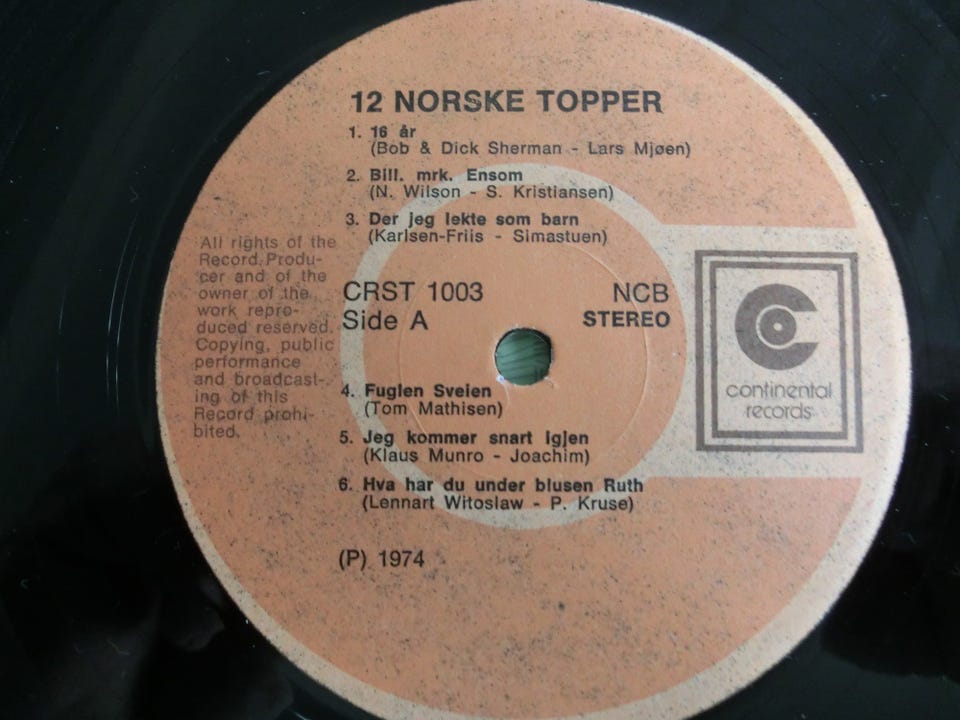 12 NORSKE TOPPER
1. 16 år
(Bob & Dick Sherman - Lars Mjøen)
2. Bill. mrk. Ensom
(N. Wilson - S. Kristiansen)
3. Der jeg lekte som barn
(Karlsen-Friis - Simastuen)
All rights of the
Record Produ-
cer and of the
owner of the
work repro-
duced reserved.
Copying, public
performance
and broadcast-
ing of this
Record prohi-
bited.
CRST 1003 NCB
Side A STEREO
continental
records
4. Fuglen Sveien
(Tom Mathisen)
5. Jeg kommer snart igjen
(Klaus Munro - Joachim)
6. Hva har du under blusen Ruth
(Lennart Witoslaw - P. Kruse)
(P) 1974